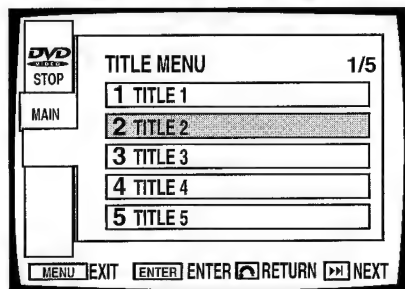 DVD
VIDEO
STOP
MAIN
TITLE MENU 1/5
1 TITLE 1
2 TITLE 2
3 TITLE 3
4 TITLE 4
5 TITLE 5
MENU EXIT ENTER ENTER RETURN NEXT